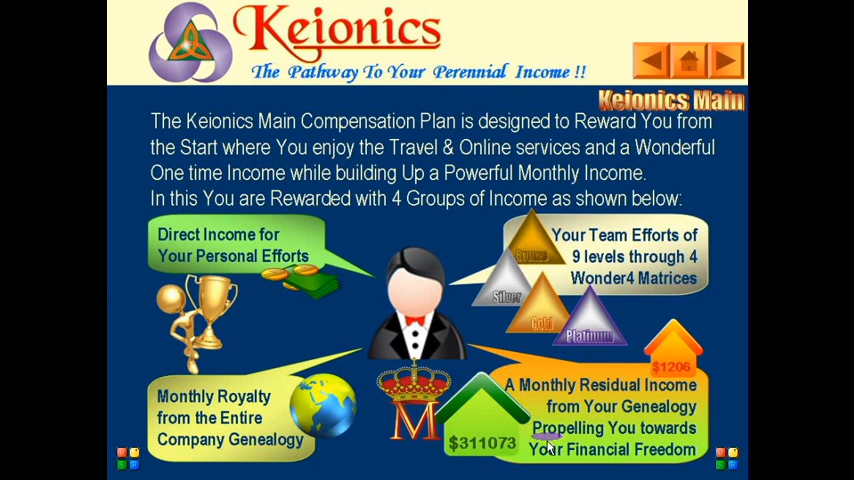 Keionics
The Pathway To Your Perennial Income !!
Keionics Main
The Keionics Main Compensation Plan is designed to Reward You from
the Start where You enjoy the Travel & Online services and a Wonderful
One time Income while building Up a Powerful Monthly Income.
In this You are Rewarded with 4 Groups of Income as shown below:
Direct Income for
Your Personal Efforts
Your Team Efforts of
9 levels through 4
Wonder4 Matrices
Bronze
Silver
Gold
Platinum
Monthly Royalty
from the Entire
Company Genealogy
M
$311073
$1206
A Monthly Residual Income
from Your Genealogy
Propelling You towards
Your Financial Freedom